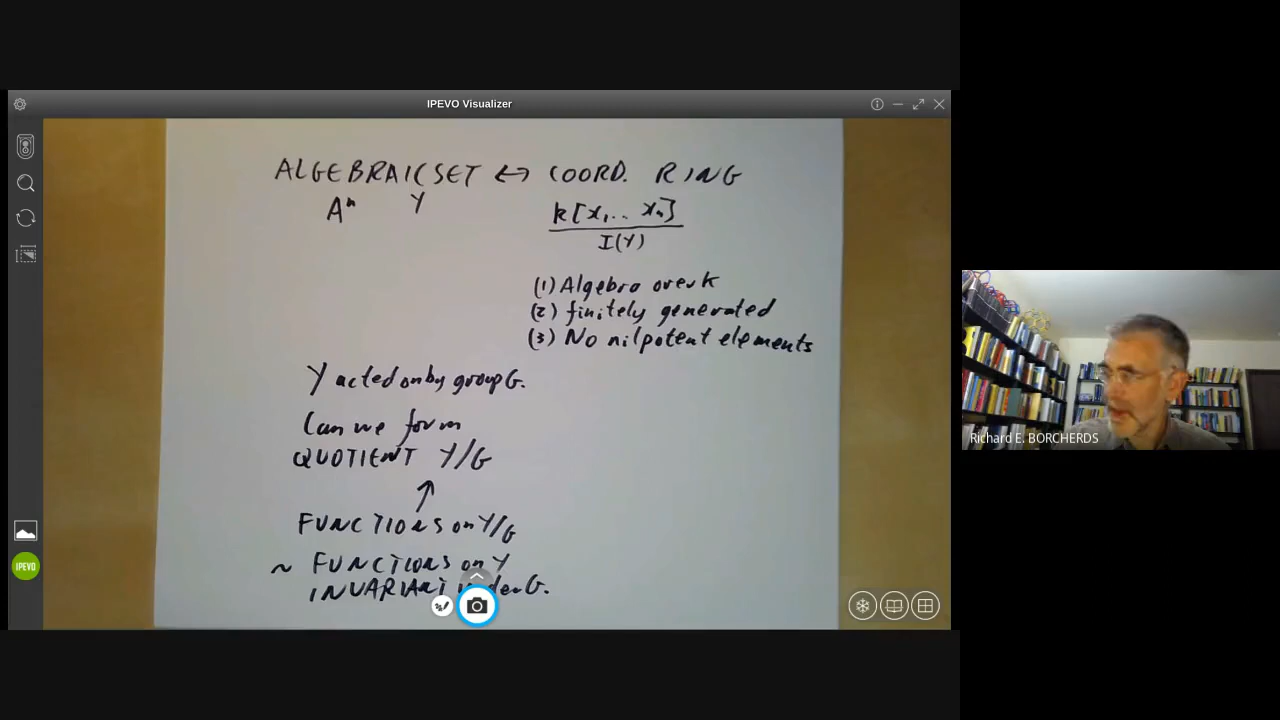 IPEVO Visualizer
ALGEBRAIC SET ↔ COORD. RING
Aⁿ Y k[x₁... xₙ]
I(Y)
(1) Algebra over k
(2) finitely generated
(3) No nilpotent elements
Y acted on by group G.
Can we form
QUOTIENT Y/G
↑
FUNCTIONS on Y/G
~ FUNCTIONS on Y
INVARIANT under G.
IPEVO
Richard E. BORCHERDS